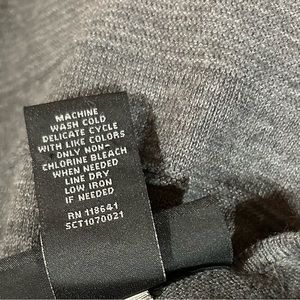 MACHINE
WASH COLD
DELICATE CYCLE
WITH LIKE COLORS
ONLY NON-
CHLORINE BLEACH
WHEN NEEDED
LINE DRY
LOW IRON
IF NEEDED
RN 118641
SCT1070021